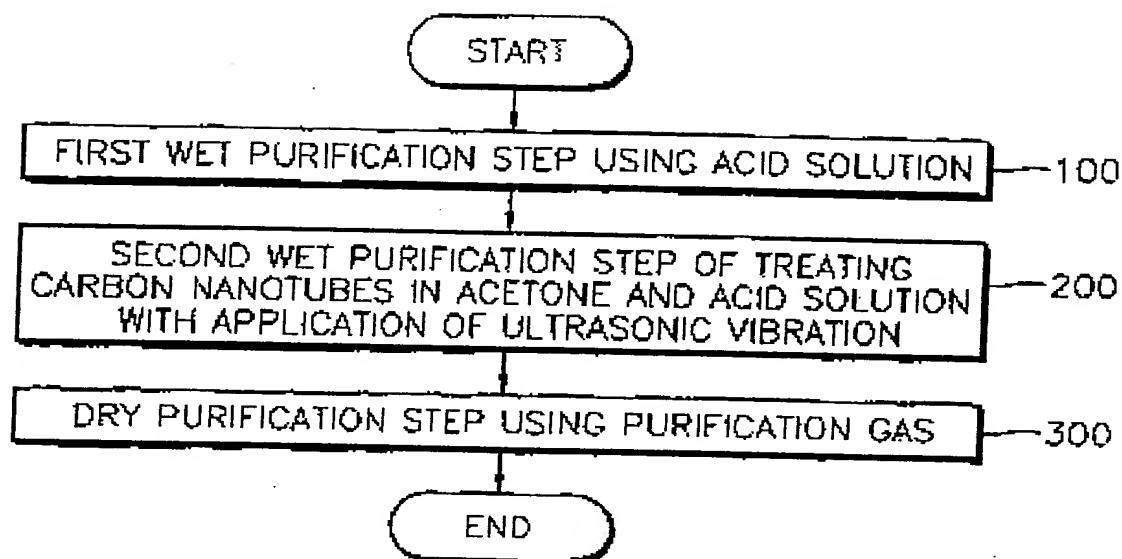 START
FIRST WET PURIFICATION STEP USING ACID SOLUTION
100
SECOND WET PURIFICATION STEP OF TREATING
CARBON NANOTUBES IN ACETONE AND ACID SOLUTION
WITH APPLICATION OF ULTRASONIC VIBRATION
200
DRY PURIFICATION STEP USING PURIFICATION GAS
300
END